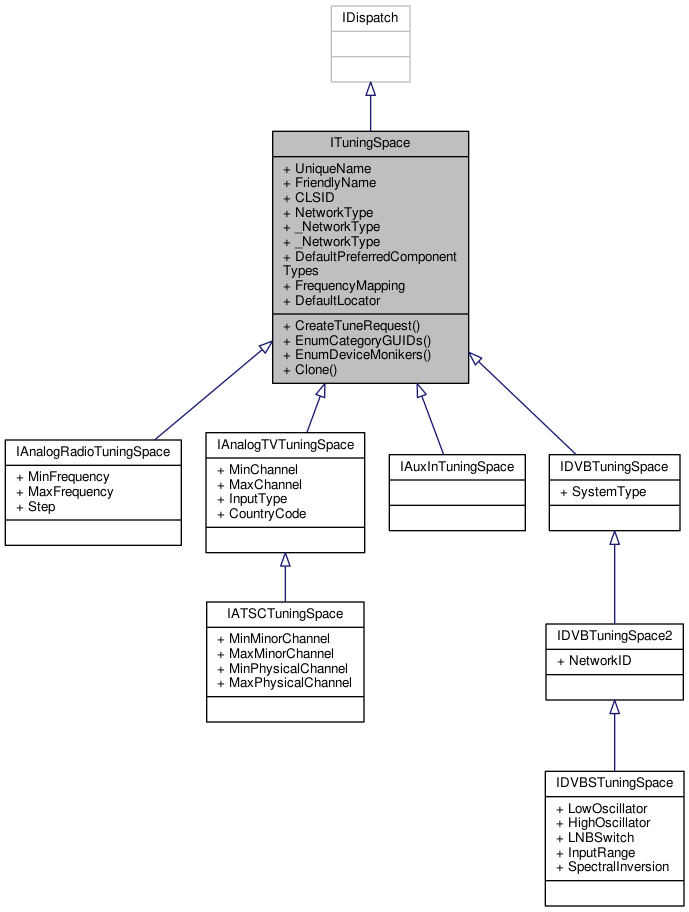 IDispatch
ITuningSpace
+ UniqueName
+ FriendlyName
+ CLSID
+ NetworkType
+ _NetworkType
+ _NetworkType
+ DefaultPreferredComponent
Types
+ FrequencyMapping
+ DefaultLocator
+ CreateTuneRequest()
+ EnumCategoryGUIDs()
+ EnumDeviceMonikers()
+ Clone()
IAnalogRadioTuningSpace
+ MinFrequency
+ MaxFrequency
+ Step
IAnalogTVTuningSpace
+ MinChannel
+ MaxChannel
+ InputType
+ CountryCode
IAuxInTuningSpace
IDVBTuningSpace
+ SystemType
IATSCTuningSpace
+ MinMinorChannel
+ MaxMinorChannel
+ MinPhysicalChannel
+ MaxPhysicalChannel
IDVBTuningSpace2
+ NetworkID
IDVBSTuningSpace
+ LowOscillator
+ HighOscillator
+ LNBSwitch
+ InputRange
+ SpectralInversion